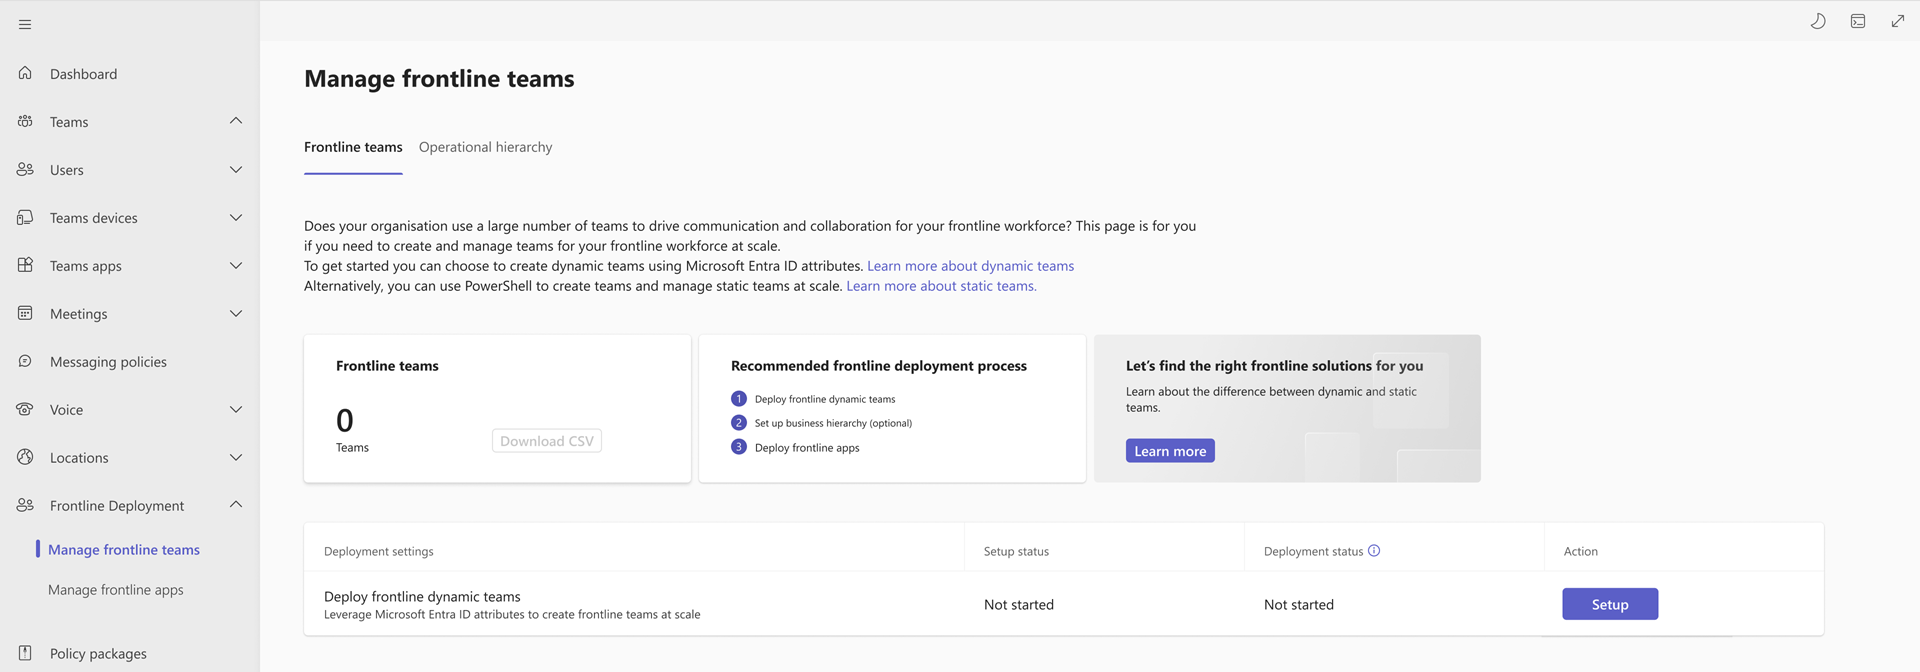 Dashboard
Teams
Users
Teams devices
Teams apps
Meetings
Messaging policies
Voice
Locations
Frontline Deployment
Manage frontline teams
Manage frontline apps
Policy packages
Manage frontline teams
Frontline teams
Operational hierarchy
Does your organisation use a large number of teams to drive communication and collaboration for your frontline workforce? This page is for you
if you need to create and manage teams for your frontline workforce at scale.
To get started you can choose to create dynamic teams using Microsoft Entra ID attributes. Learn more about dynamic teams
Alternatively, you can use PowerShell to create teams and manage static teams at scale. Learn more about static teams.
Frontline teams
0
Teams
Download CSV
Recommended frontline deployment process
1 Deploy frontline dynamic teams
2 Set up business hierarchy (optional)
3 Deploy frontline apps
Let's find the right frontline solutions for you
Learn about the difference between dynamic and static
teams.
Learn more
Deployment settings
Setup status
Deployment status
Action
Deploy frontline dynamic teams
Leverage Microsoft Entra ID attributes to create frontline teams at scale
Not started
Not started
Setup